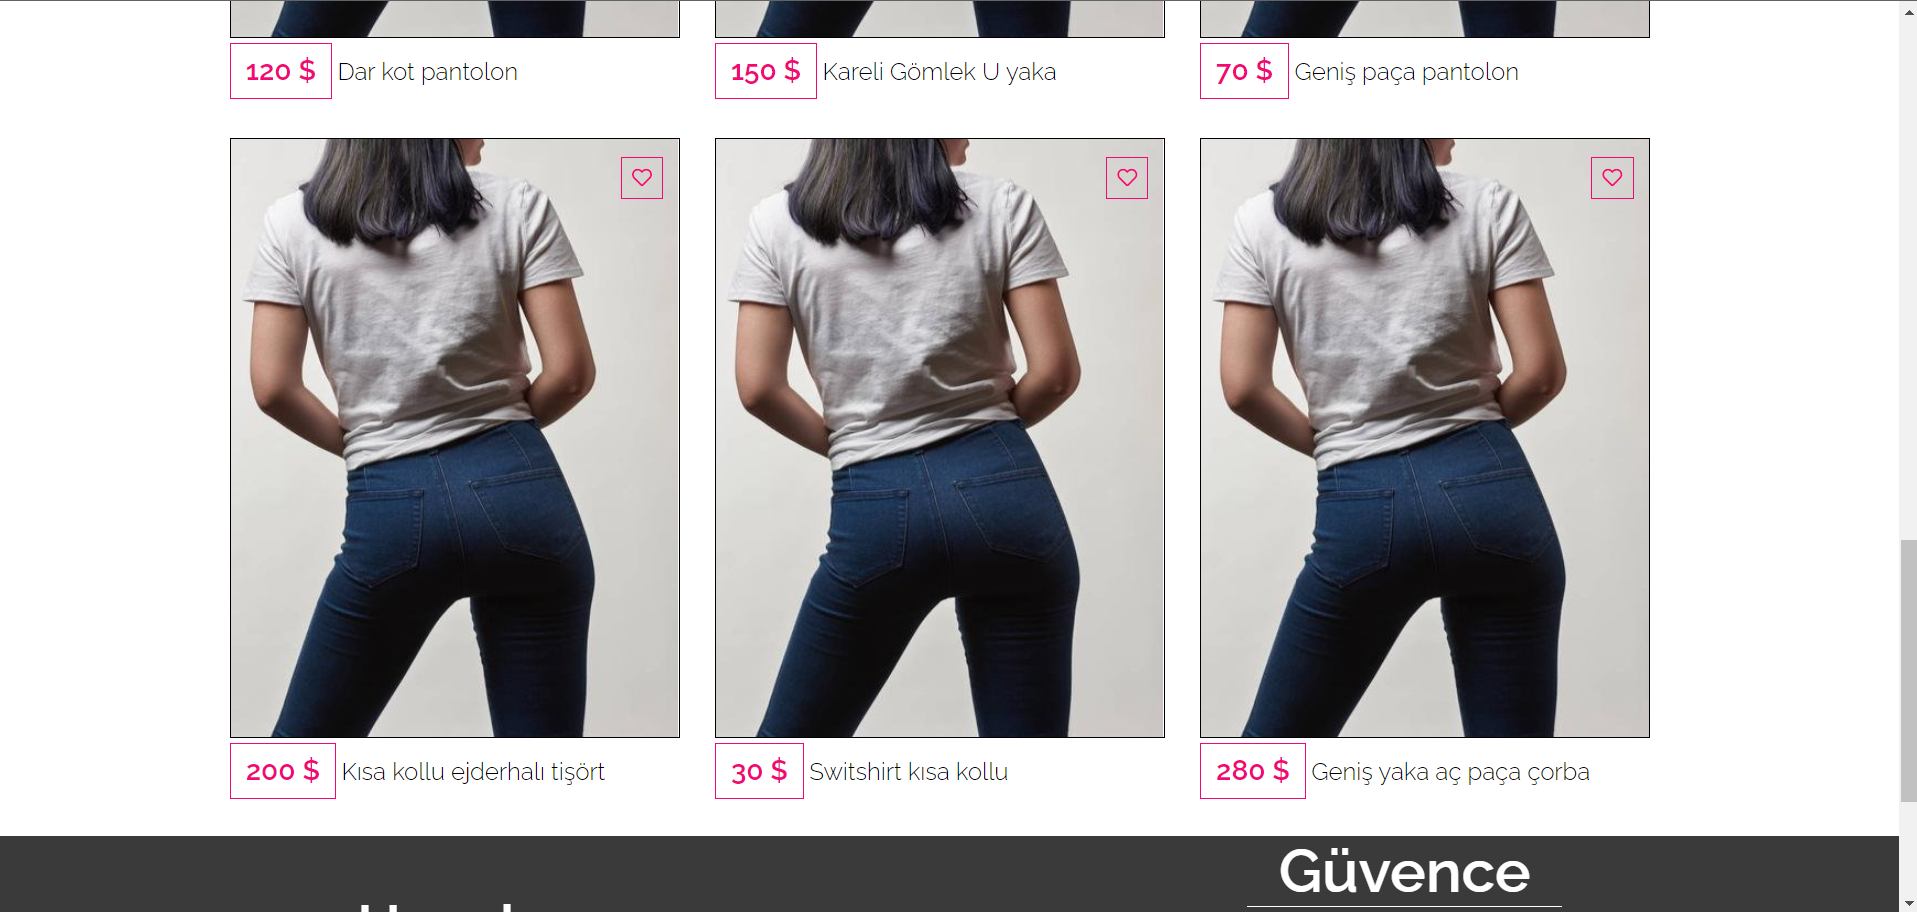 120 $ Dar kot pantolon
150 $ Kareli Gömlek U yaka
70 $ Geniş paça pantolon
200 $ Kısa kollu ejderhalı tişört
30 $ Switshirt kısa kollu
280 $ Geniş yaka aç paça çorba
Güvence